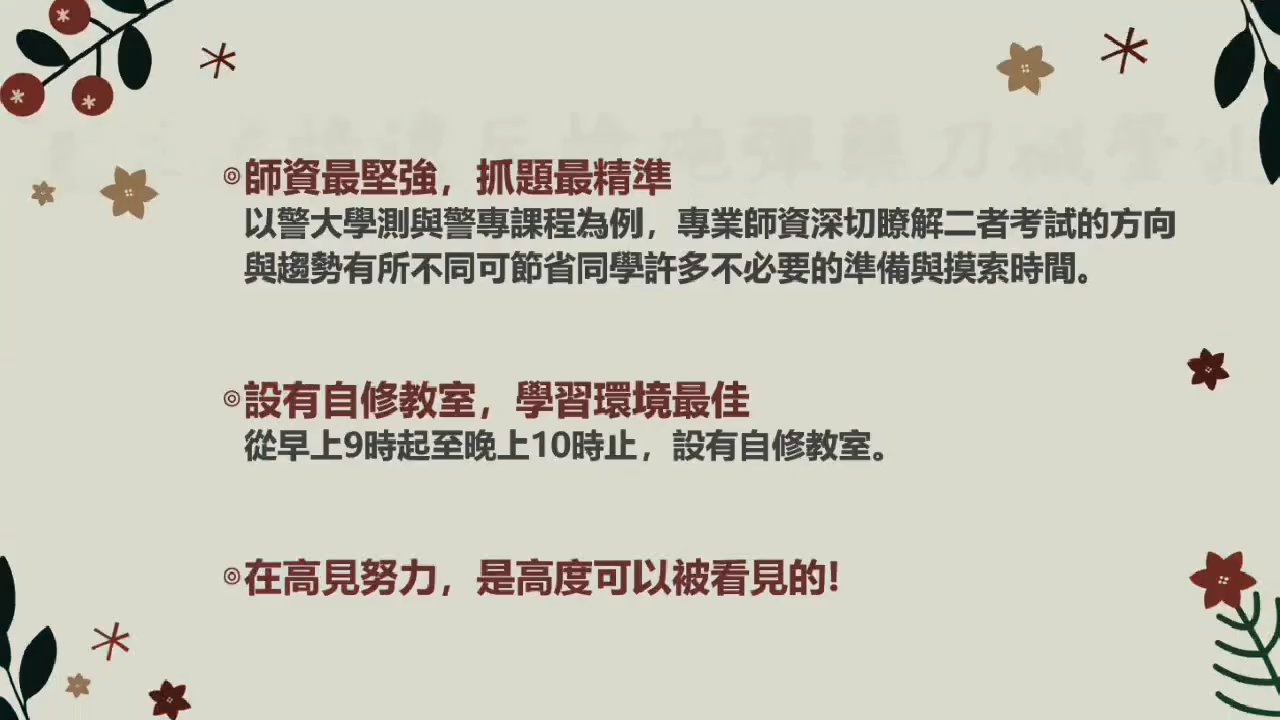 ◎師資最堅強，抓題最精準
以警大學測與警專課程為例，專業師資深切瞭解二者考試的方向
與趨勢有所不同可節省同學許多不必要的準備與摸索時間。
◎設有自修教室，學習環境最佳
從早上9時起至晚上10時止，設有自修教室。
◎在高見努力，是高度可以被看見的!